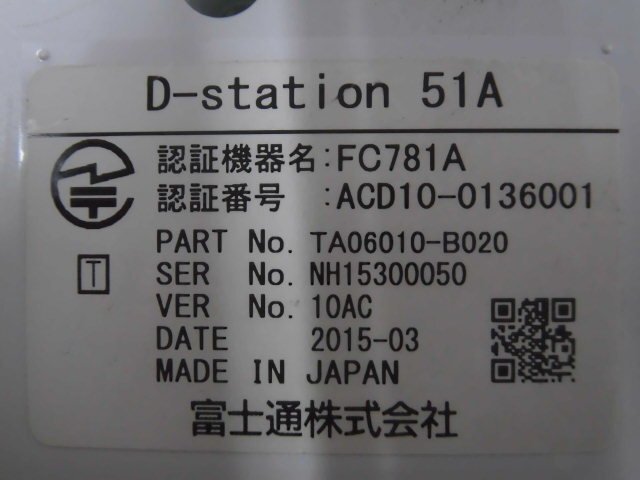 D-station 51A
認証機器名:FC781A
認証番号 :ACD10-0136001
PART No. TA06010-B020
T
SER No. NH15300050
VER No. 10AC
DATE 2015-03
MADE IN JAPAN
富士通株式会社